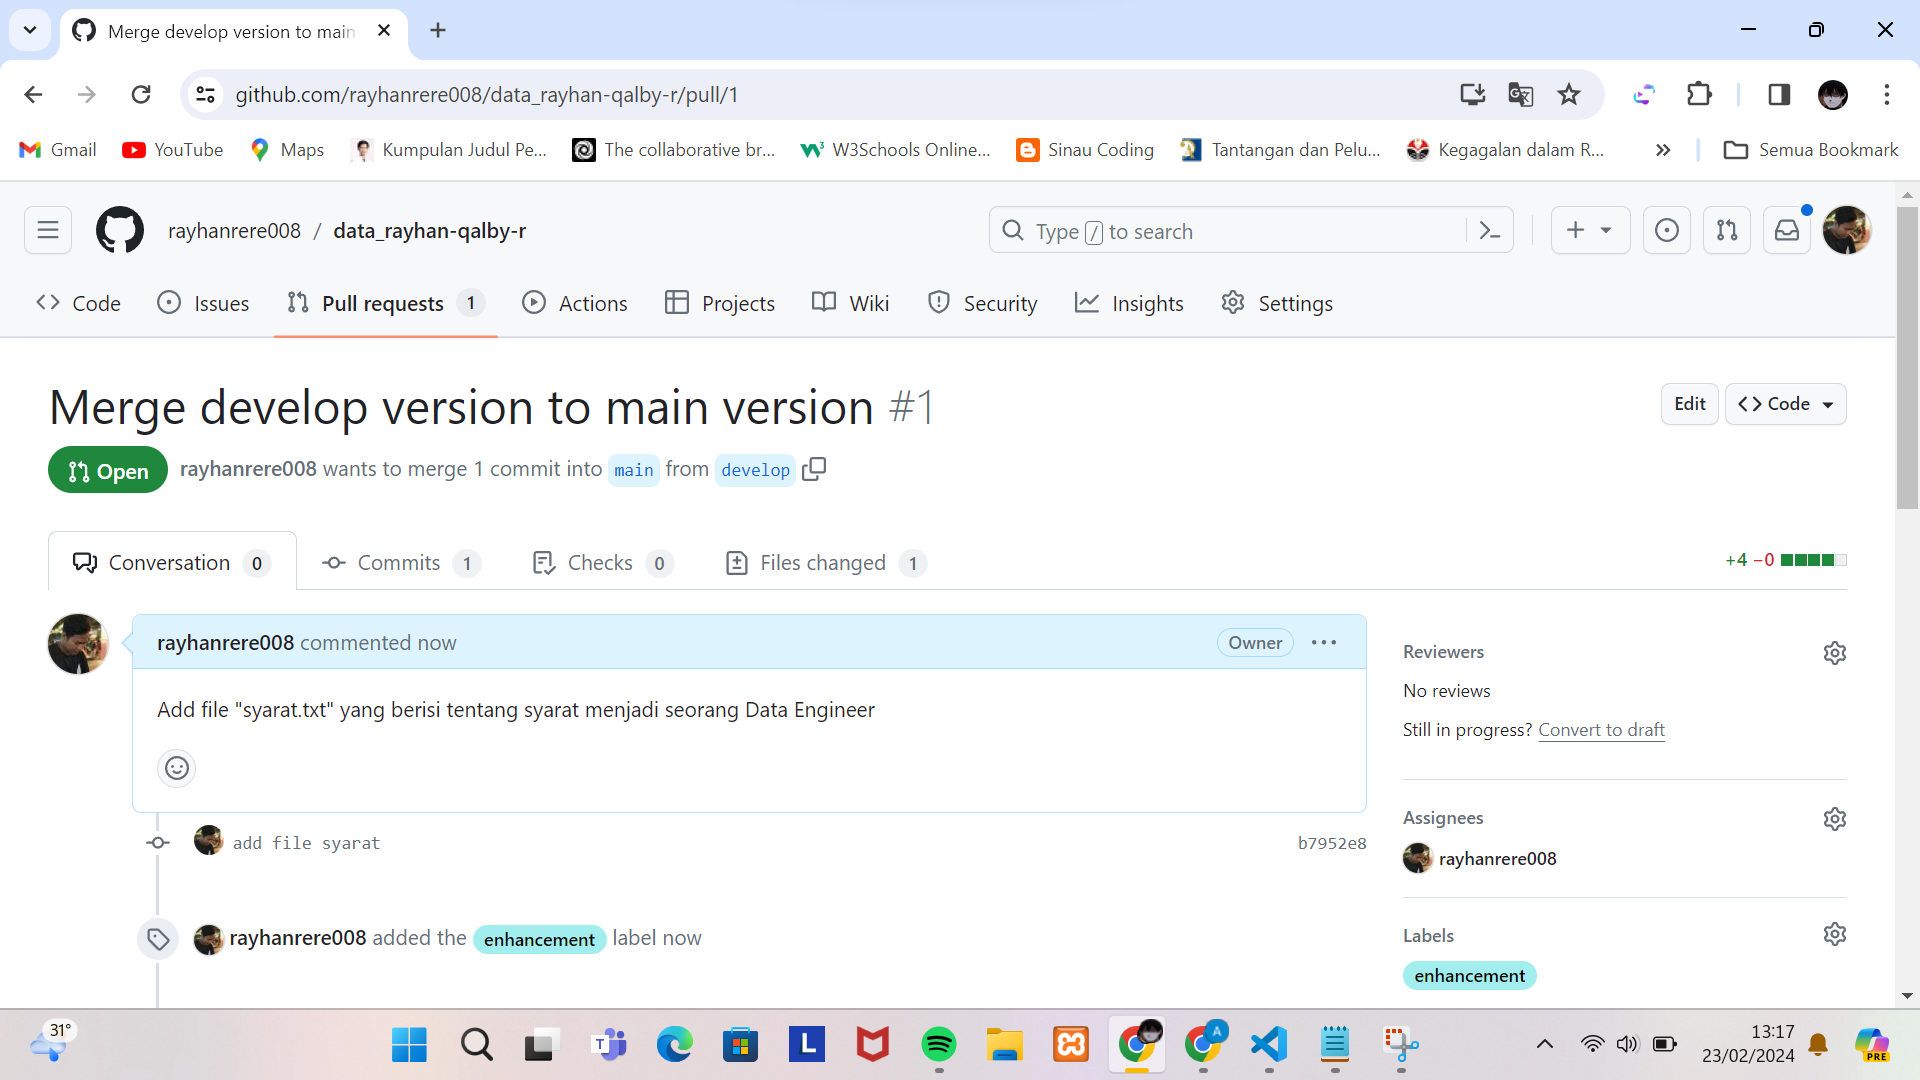 Merge develop version to main
github.com/rayhanrere008/data_rayhan-qalby-r/pull/1
Gmail YouTube Maps Kumpulan Judul Pe... The collaborative br... W3Schools Online... Sinau Coding Tantangan dan Pelu... Kegagalan dalam R... Semua Bookmark
rayhanrere008 / data_rayhan-qalby-r Type / to search
Code Issues Pull requests 1 Actions Projects Wiki Security Insights Settings
Merge develop version to main version #1 Edit Code
Open rayhanrere008 wants to merge 1 commit into main from develop
Conversation 0 Commits 1 Checks 0 Files changed 1 +4 −0
rayhanrere008 commented now Owner
Add file "syarat.txt" yang berisi tentang syarat menjadi seorang Data Engineer
add file syarat b7952e8
rayhanrere008 added the enhancement label now
Reviewers
No reviews
Still in progress? Convert to draft
Assignees
rayhanrere008
Labels
enhancement
31°
13:17
23/02/2024
PRE